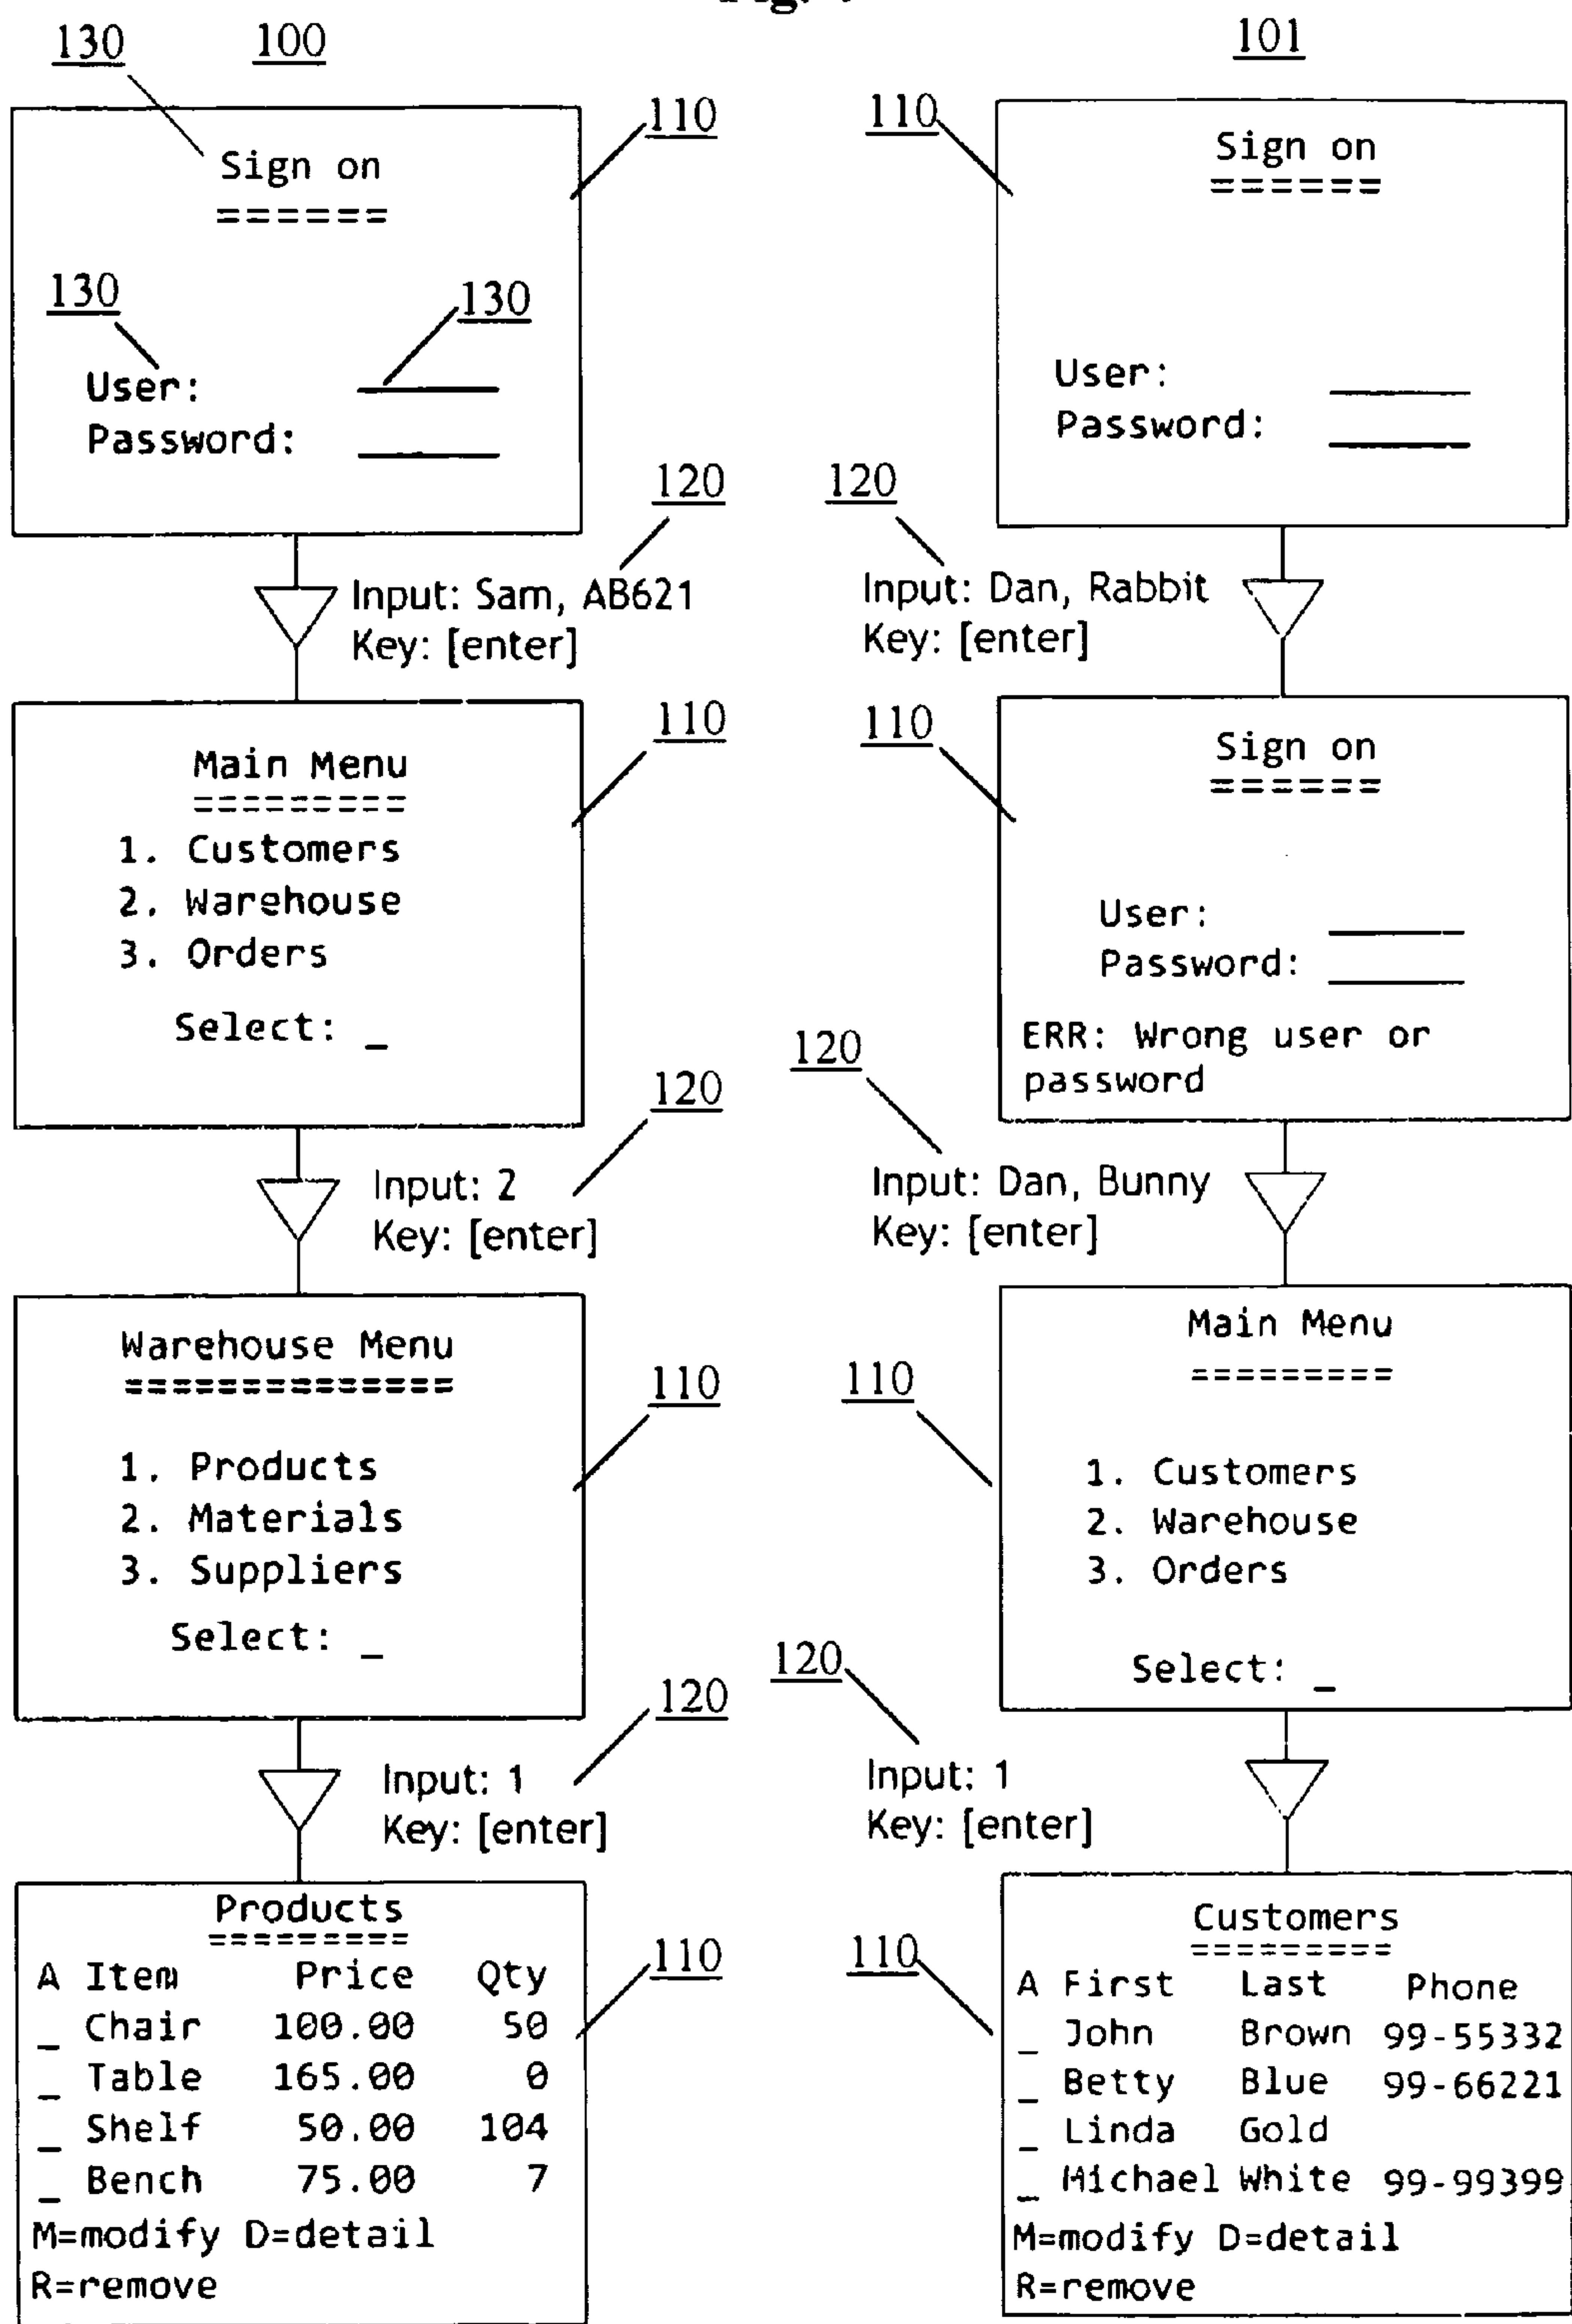 130 100
110
Sign on
======
130
130
User: ______
Password: ______
120
Input: Sam, AB621
Key: [enter]
110
Main Menu
=========
1. Customers
2. Warehouse
3. Orders
Select: _
120
Input: 2
Key: [enter]
Warehouse Menu
==============
110
1. Products
2. Materials
3. Suppliers
Select: _
120
Input: 1
Key: [enter]
Products
=========
110
A Item Price Qty
_ Chair 100.00 50
_ Table 165.00 0
_ Shelf 50.00 104
_ Bench 75.00 7
M=modify D=detail
R=remove
101
110
Sign on
======
User: ______
Password: ______
120
Input: Dan, Rabbit
Key: [enter]
110
Sign on
======
User: ______
Password: ______
ERR: Wrong user or
password
120
Input: Dan, Bunny
Key: [enter]
Main Menu
=========
110
1. Customers
2. Warehouse
3. Orders
Select: _
120
Input: 1
Key: [enter]
Customers
=========
110
A First Last Phone
_ John Brown 99-55332
_ Betty Blue 99-66221
_ Linda Gold
_ Michael White 99-99399
M=modify D=detail
R=remove